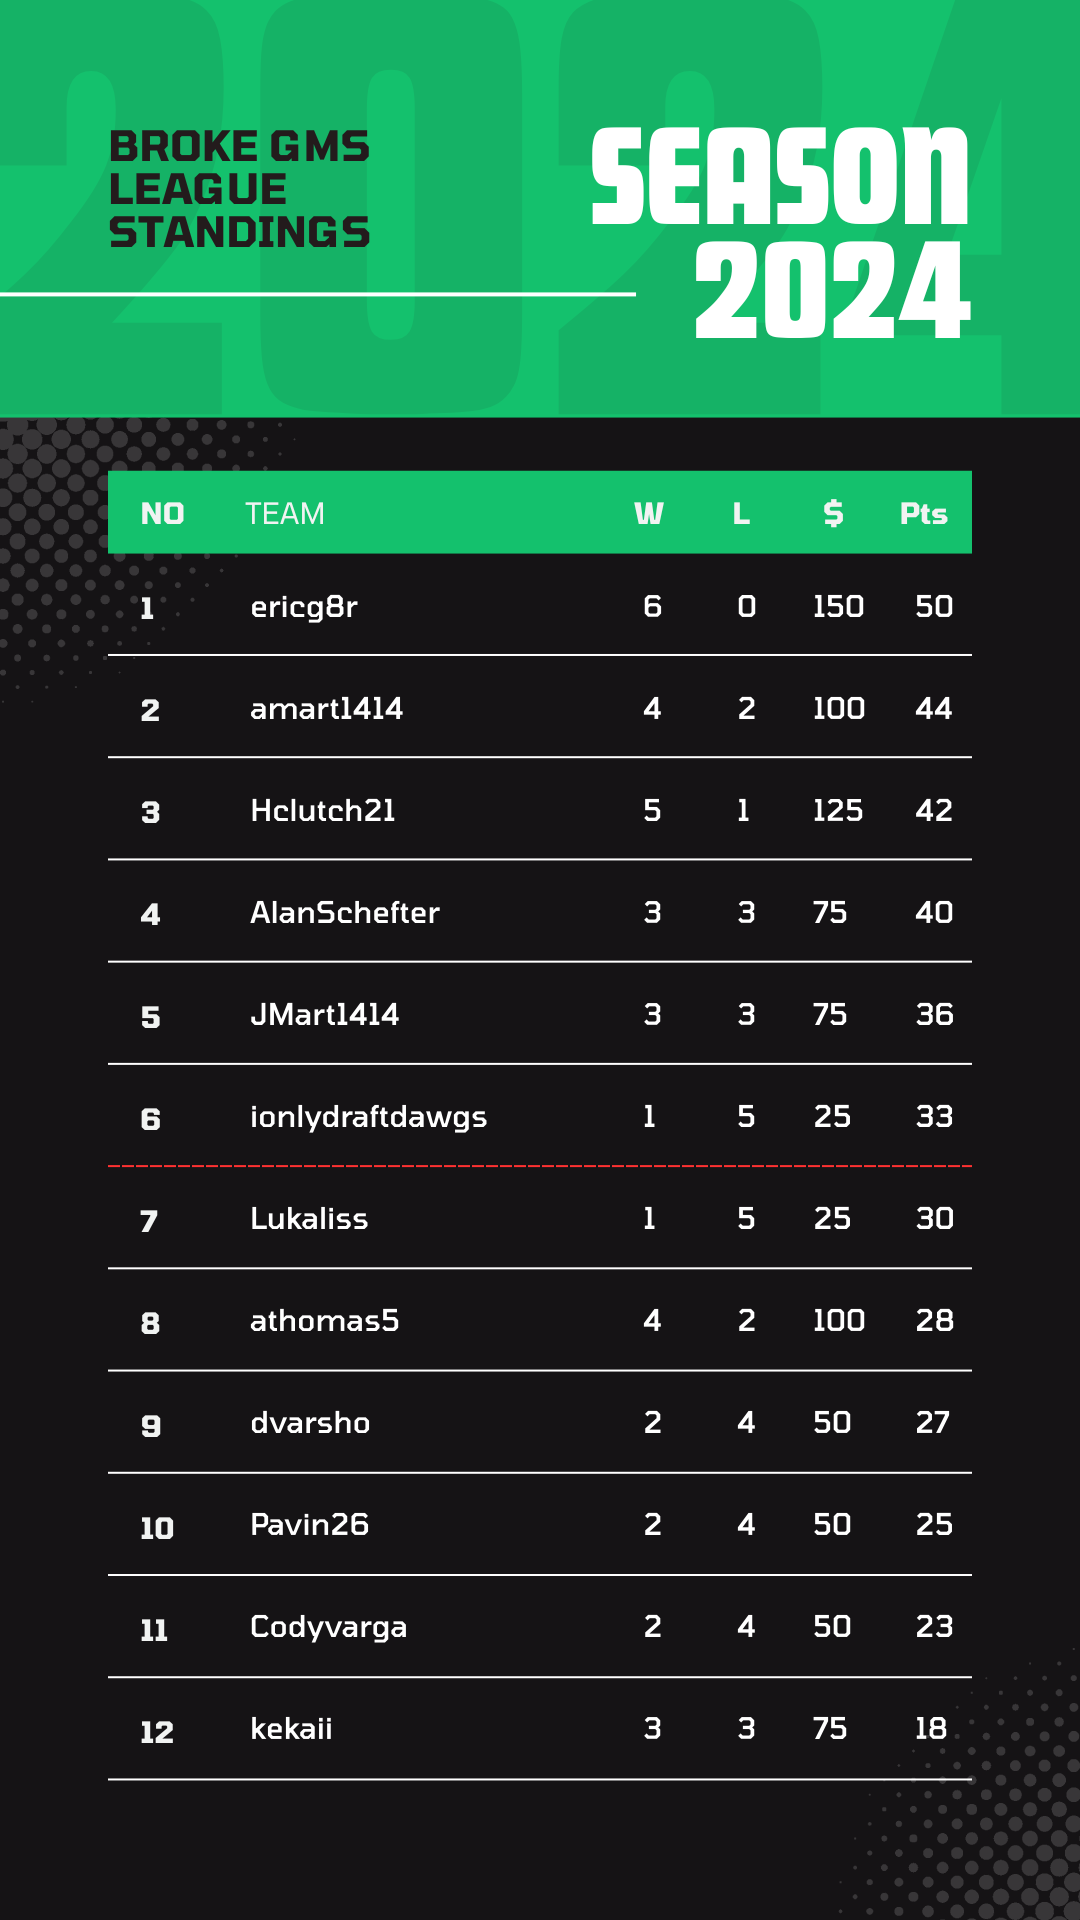 2024
BROKE GMS
LEAGUE
STANDINGS
SEASON
2024
NO TEAM W L $ Pts
1 ericg8r 6 0 150 50
2 amart1414 4 2 100 44
3 Hclutch21 5 1 125 42
4 AlanSchefter 3 3 75 40
5 JMart1414 3 3 75 36
6 ionlydraftdawgs 1 5 25 33
7 Lukaliss 1 5 25 30
8 athomas5 4 2 100 28
9 dvarsho 2 4 50 27
10 Pavin26 2 4 50 25
11 Codyvarga 2 4 50 23
12 kekaii 3 3 75 18